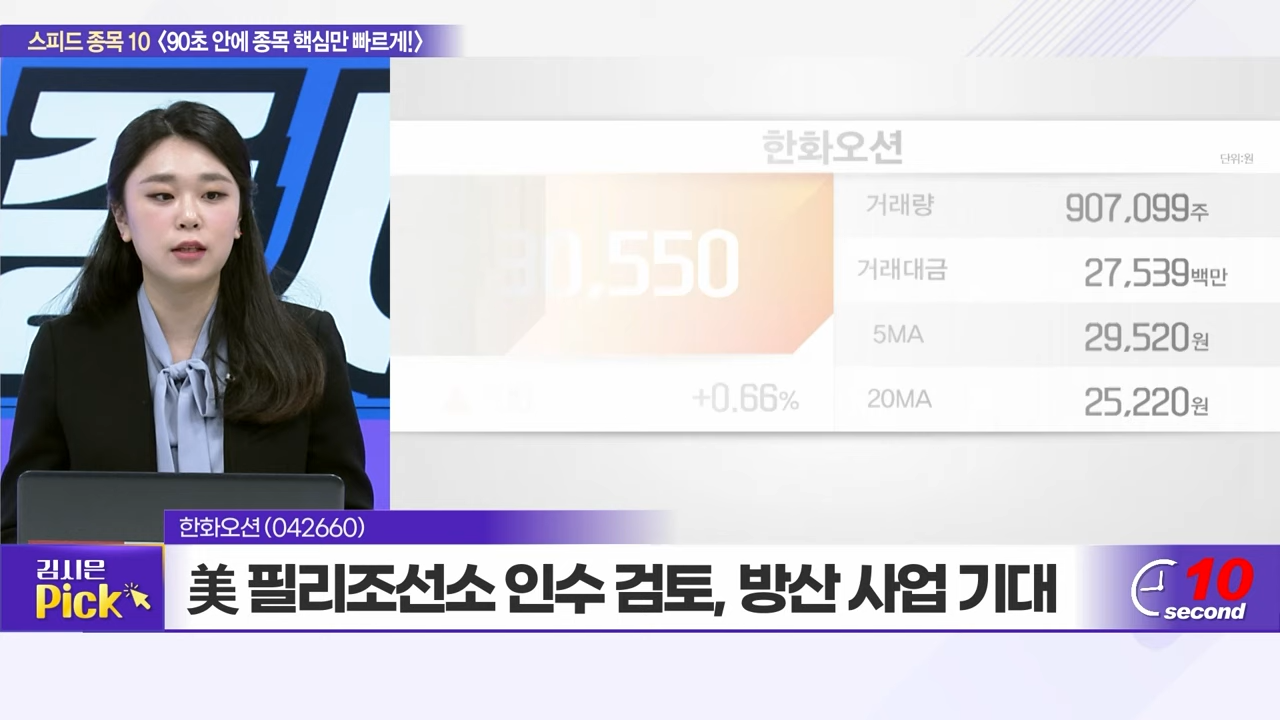 스피드 종목 10 <90초 안에 종목 핵심만 빠르게!>
한화오션
단위:원
30,550
+0.66%
거래량 907,099주
거래대금 27,539백만
5MA 29,520원
20MA 25,220원
한화오션(042660)
김시은
Pick
美 필리조선소 인수 검토, 방산 사업 기대
10
second